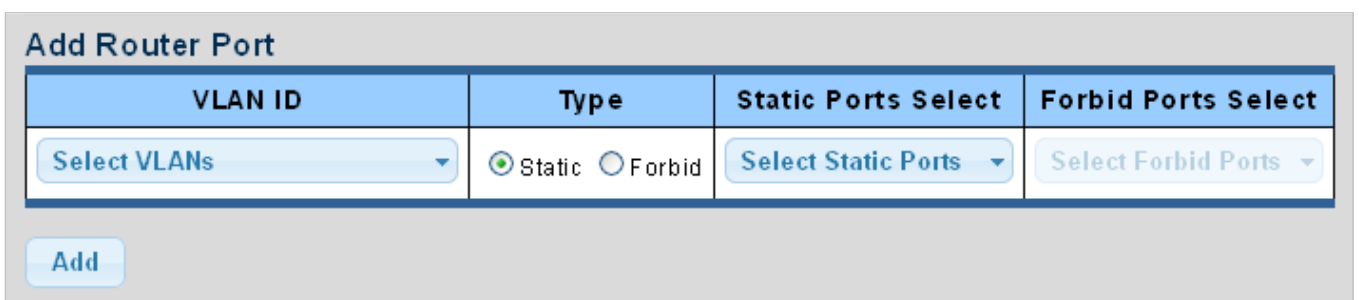 Add Router Port
VLAN ID Type Static Ports Select Forbid Ports Select
Select VLANs Static Forbid Select Static Ports Select Forbid Ports
Add